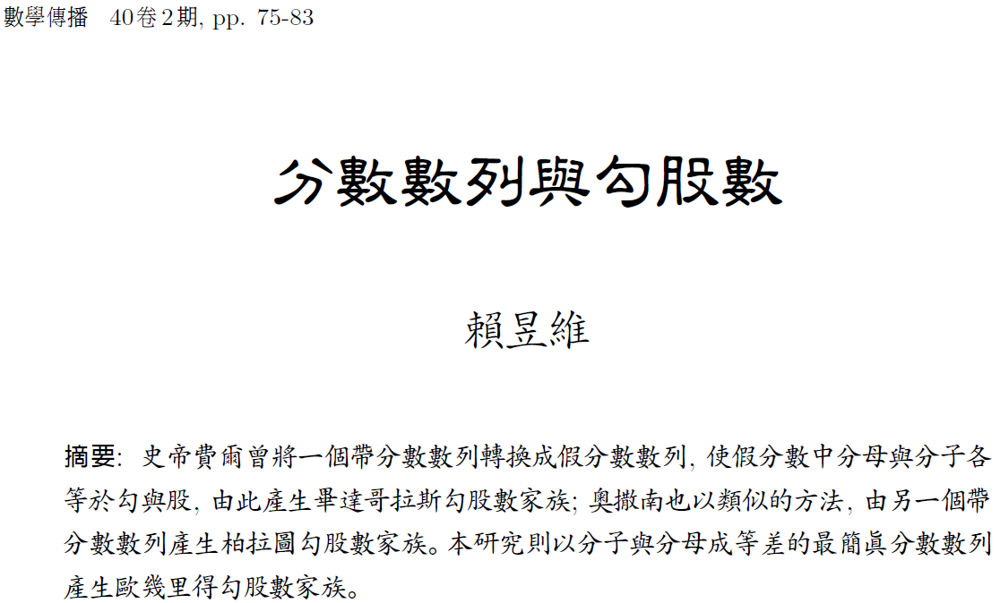 數學傳播 40卷2期, pp. 75-83
分數數列與勾股數
賴昱維
摘要: 史帝費爾曾將一個帶分數數列轉換成假分數數列, 使假分數中分母與分子各
等於勾與股, 由此產生畢達哥拉斯勾股數家族; 奧撒南也以類似的方法, 由另一個帶
分數數列產生柏拉圖勾股數家族。本研究則以分子與分母成等差的最簡眞分數數列
產生歐幾里得勾股數家族。